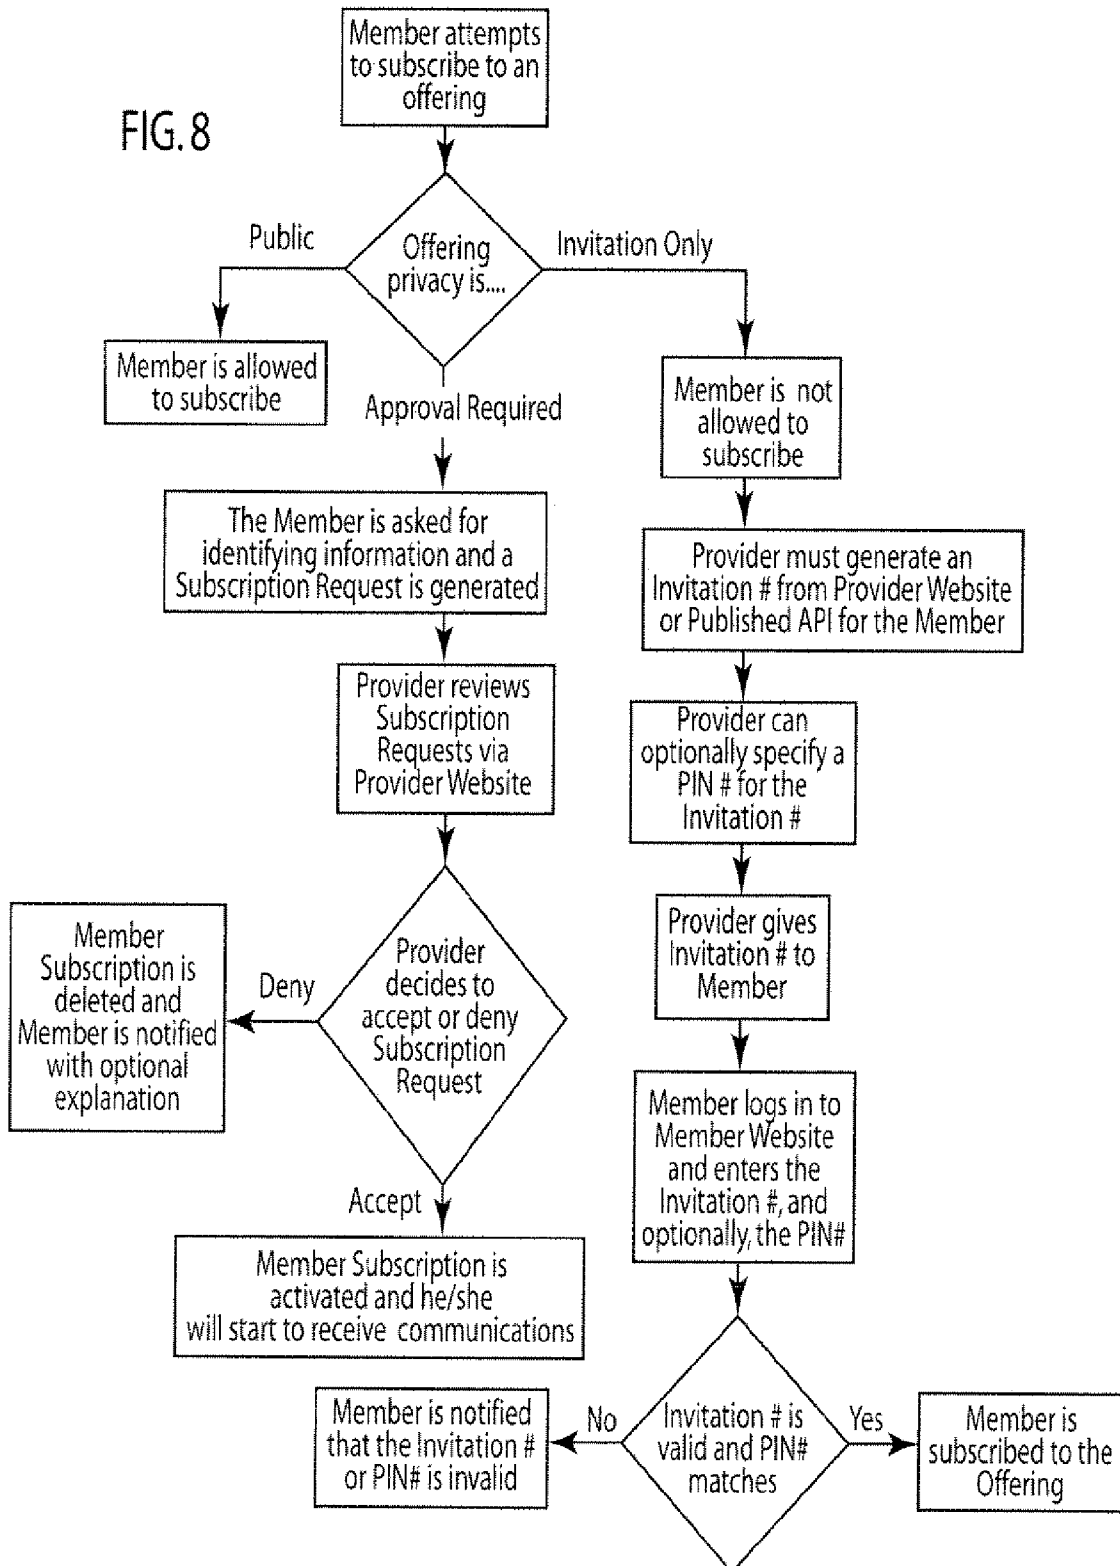 Member attempts
to subscribe to an
offering
FIG. 8
Public
Offering
privacy is....
Invitation Only
Member is allowed
to subscribe
Approval Required
Member is not
allowed to
subscribe
The Member is asked for
identifying information and a
Subscription Request is generated
Provider must generate an
Invitation # from Provider Website
or Published API for the Member
Provider reviews
Subscription
Requests via
Provider Website
Provider can
optionally specify a
PIN # for the
Invitation #
Member
Subscription is
deleted and
Member is notified
with optional
explanation
Deny
Provider
decides to
accept or deny
Subscription
Request
Provider gives
Invitation # to
Member
Accept
Member logs in to
Member Website
and enters the
Invitation #, and
optionally, the PIN#
Member Subscription is
activated and he/she
will start to receive communications
Member is notified
that the Invitation #
or PIN# is invalid
No
Invitation # is
valid and PIN#
matches
Yes
Member is
subscribed to the
Offering